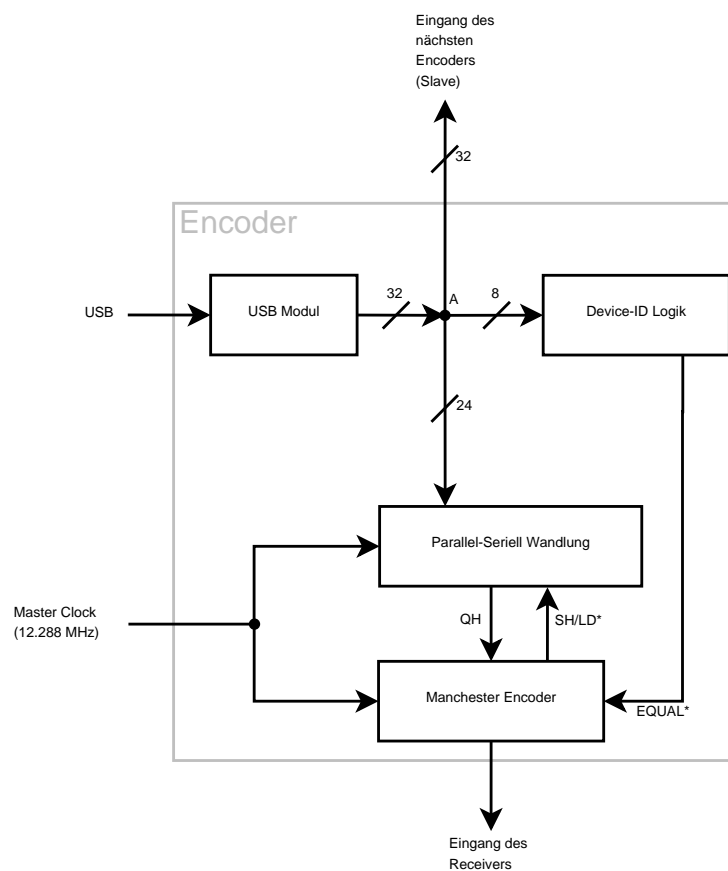 Eingang des
nächsten
Encoders
(Slave)
32
Encoder
USB
USB Modul
32
A
8
Device-ID Logik
24
Parallel-Seriell Wandlung
Master Clock
(12.288 MHz)
QH
SH/LD*
Manchester Encoder
EQUAL*
Eingang des
Receivers